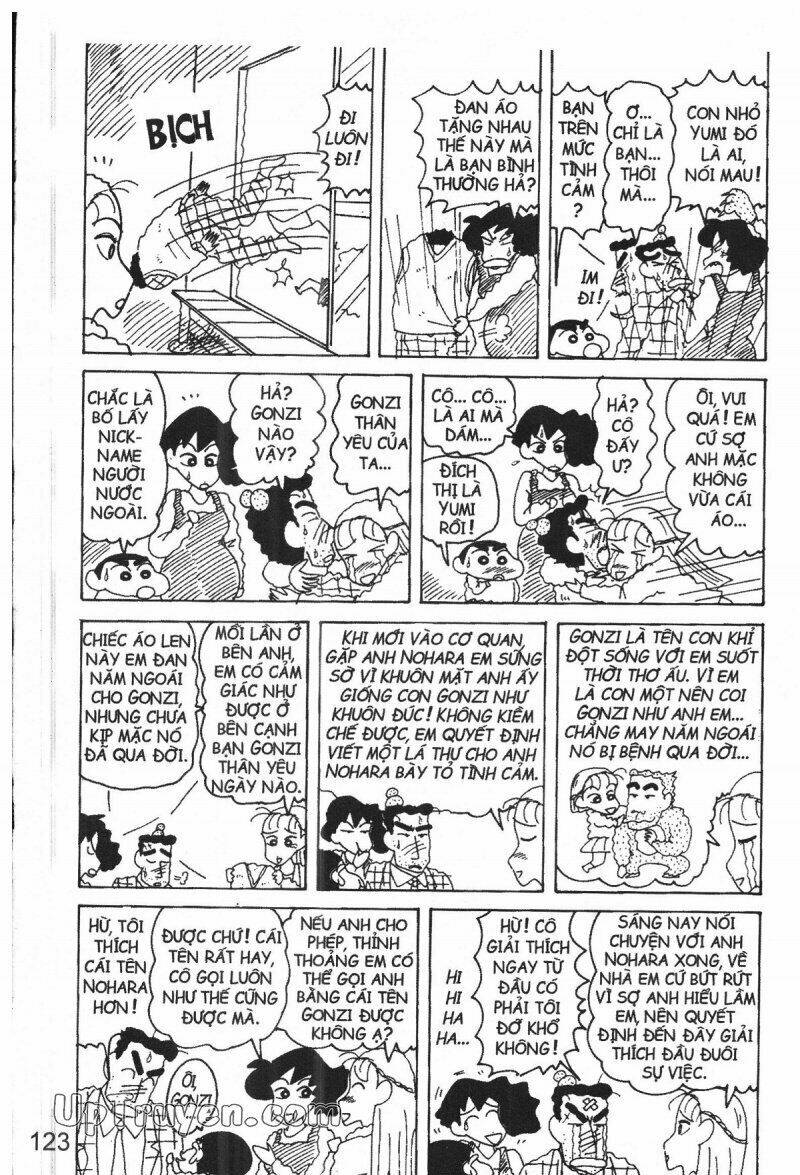 CON NHỎ
YUMI ĐÓ
LÀ AI,
NÓI MAU!
Ơ...
CHỈ LÀ
BẠN...
THÔI
MÀ...
BẠN
TRÊN
MỨC
TÌNH
CẢM
?
IM
ĐI!
ĐAN ÁO
TẶNG NHAU
THẾ NÀY MÀ
LÀ BẠN BÌNH
THƯỜNG HẢ?
ĐI
LUÔN
ĐI!
BỊCH
ÔI, VUI
QUÁ! EM
CỨ SỢ
ANH MẶC
KHÔNG
VỪA CÁI
ÁO...
HẢ?
CÔ
ĐẤY
Ư?
CÔ... CÔ...
LÀ AI MÀ
DÁM...
ĐÍCH
THỊ LÀ
YUMI
RỒI!
GONZI
THÂN
YÊU CỦA
TA...
HẢ?
GONZI
NÀO
VẬY?
CHẮC LÀ
BỐ LẤY
NICK-
NAME
NGƯỜI
NƯỚC
NGOÀI.
GONZI LÀ TÊN CON KHỈ
ĐỘT SỐNG VỚI EM SUỐT
THỜI THƠ ẤU. VÌ EM
LÀ CON MỘT NÊN COI
GONZI NHƯ ANH EM...
CHẲNG MAY NĂM NGOÁI
NÓ BỊ BỆNH QUA ĐỜI...
KHI MỚI VÀO CƠ QUAN,
GẶP ANH NOHARA EM SỮNG
SỜ VÌ KHUÔN MẶT ANH ẤY
GIỐNG CON GONZI NHƯ
KHUÔN ĐÚC! KHÔNG KIỀM
CHẾ ĐƯỢC, EM QUYẾT ĐỊNH
VIẾT MỘT LÁ THƯ CHO ANH
NOHARA BÀY TỎ TÌNH CẢM.
MỖI LẦN Ở
BÊN ANH,
EM CÓ CẢM
GIÁC NHƯ
ĐƯỢC Ở
BÊN CẠNH
BẠN GONZI
THÂN YÊU
NGÀY NÀO.
CHIẾC ÁO LEN
NÀY EM ĐAN
NĂM NGOÁI
CHO GONZI,
NHƯNG CHƯA
KỊP MẶC NÓ
ĐÃ QUA ĐỜI.
SÁNG NAY NÓI
CHUYỆN VỚI ANH
NOHARA XONG, VỀ
NHÀ EM CỨ BỨT RỨT
VÌ SỢ ANH HIỂU LẦM
EM, NÊN QUYẾT
ĐỊNH ĐẾN ĐÂY GIẢI
THÍCH ĐẦU ĐUÔI
SỰ VIỆC.
HỪ! CÔ
GIẢI THÍCH
NGAY TỪ
ĐẦU CÓ
PHẢI TÔI
ĐỠ KHỔ
KHÔNG!
HI
HI
HA
HA...
NẾU ANH CHO
PHÉP, THỈNH
THOẢNG EM CÓ
THỂ GỌI ANH
BẰNG CÁI TÊN
GONZI ĐƯỢC
KHÔNG Ạ?
ĐƯỢC CHỨ! CÁI
TÊN RẤT HAY,
CÔ GỌI LUÔN
NHƯ THẾ CŨNG
ĐƯỢC MÀ.
HỪ, TÔI
THÍCH
CÁI TÊN
NOHARA
HƠN!
ÔI,
GONZI
UpTruyen.com
123